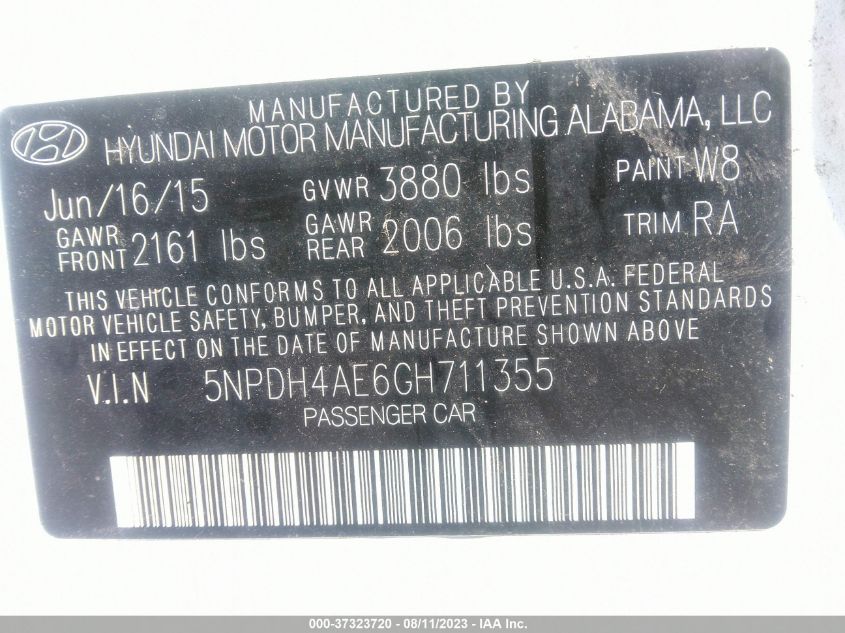 MANUFACTURED BY
HYUNDAI MOTOR MANUFACTURING ALABAMA, LLC
Jun/16/15 GVWR 3880 lbs PAINT W8
GAWR FRONT 2161 lbs GAWR REAR 2006 lbs TRIM RA
THIS VEHICLE CONFORMS TO ALL APPLICABLE U.S.A. FEDERAL
MOTOR VEHICLE SAFETY, BUMPER, AND THEFT PREVENTION STANDARDS
IN EFFECT ON THE DATE OF MANUFACTURE SHOWN ABOVE
V.I.N 5NPDH4AE6GH711355
PASSENGER CAR
000-37323720 - 08/11/2023 - IAA Inc.